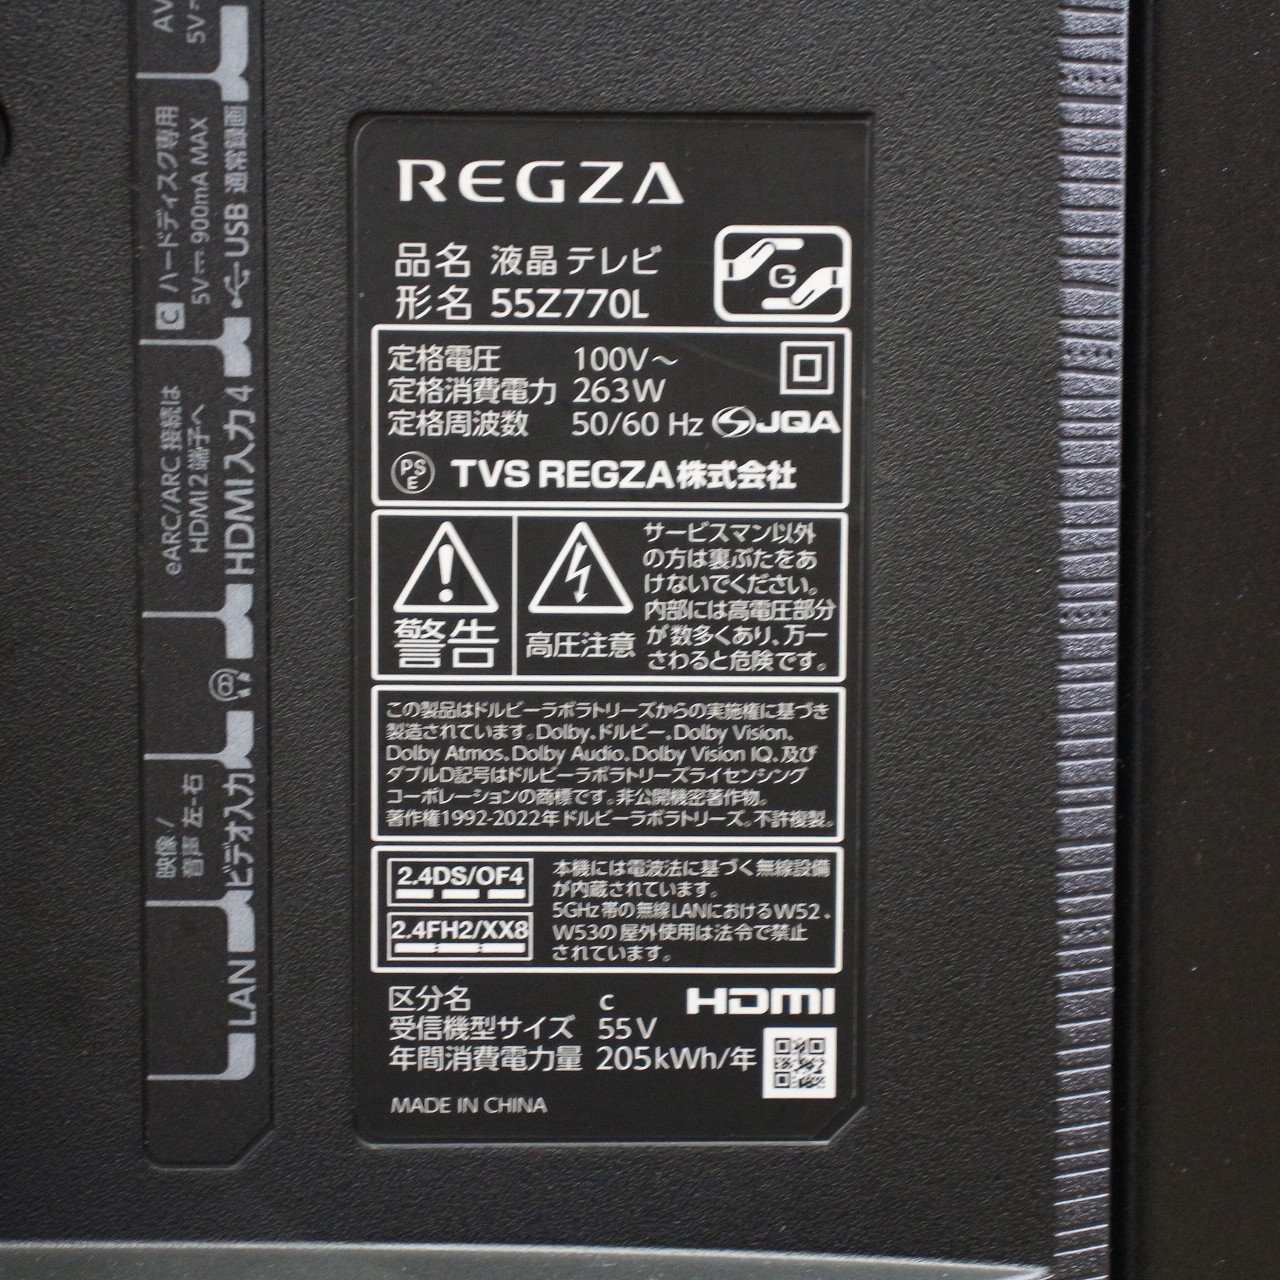 AV
5V⎓
C ハードディスク専用
5V⎓900mA MAX
USB 通常録画
eARC/ARC 接続は
HDMI2 端子へ
HDMI入力4
映像/
音声 左-右
ビデオ入力
LAN
REGZA
品名 液晶テレビ
形名 55Z770L
G
定格電圧 100V～
定格消費電力 263W
定格周波数 50/60 Hz JQA
PSE TVS REGZA株式会社
警告
高圧注意
サービスマン以外
の方は裏ぶたをあ
けないでください。
内部には高電圧部分
が数多くあり、万一
さわると危険です。
この製品はドルビーラボラトリーズからの実施権に基づき
製造されています。Dolby、ドルビー、Dolby Vision、
Dolby Atmos、Dolby Audio、Dolby Vision IQ、及び
ダブルD記号はドルビーラボラトリーズライセンシング
コーポレーションの商標です。非公開機密著作物。
著作権1992-2022年ドルビーラボラトリーズ。不許複製。
2.4DS/OF4
2.4FH2/XX8
本機には電波法に基づく無線設備
が内蔵されています。
5GHz帯の無線LANにおけるW52、
W53の屋外使用は法令で禁止
されています。
区分名 c HDMI
受信機型サイズ 55V
年間消費電力量 205kWh/年
MADE IN CHINA